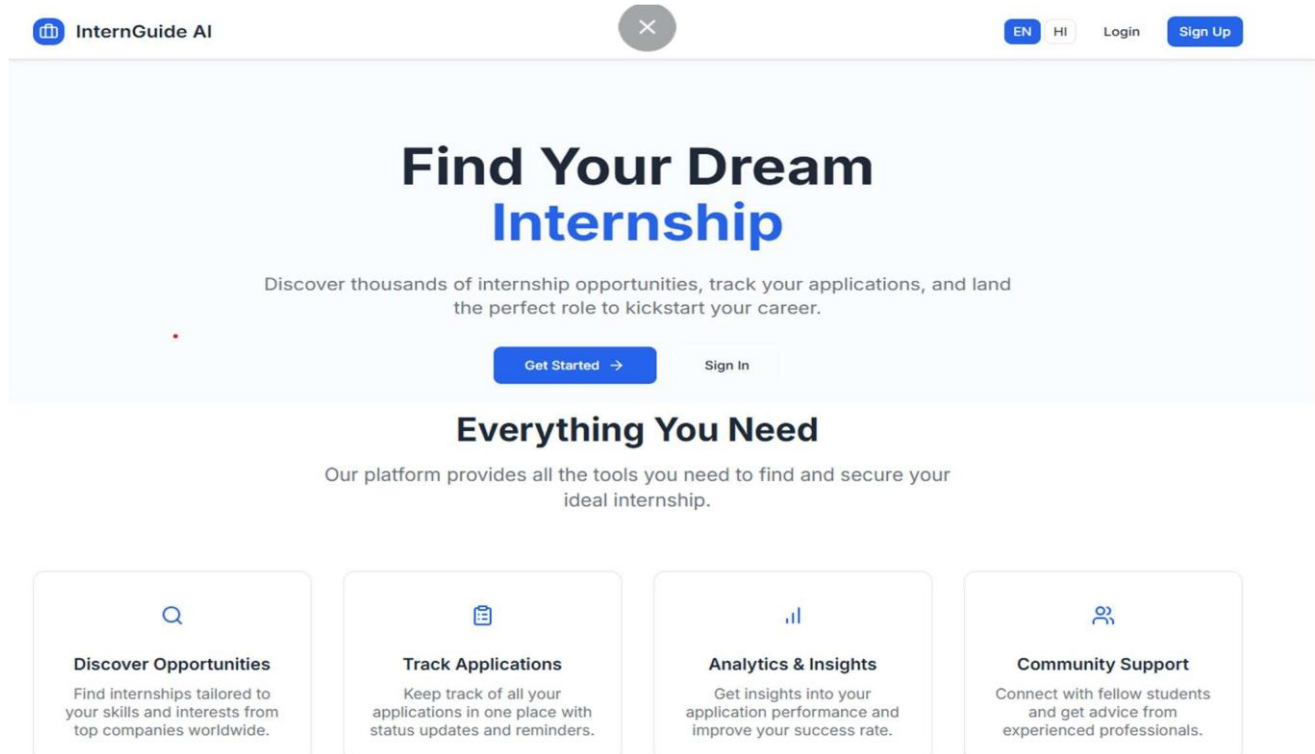 InternGuide AI
EN HI Login Sign Up
Find Your Dream
Internship
Discover thousands of internship opportunities, track your applications, and land
the perfect role to kickstart your career.
Get Started → Sign In
Everything You Need
Our platform provides all the tools you need to find and secure your
ideal internship.
Discover Opportunities
Find internships tailored to
your skills and interests from
top companies worldwide.
Track Applications
Keep track of all your
applications in one place with
status updates and reminders.
Analytics & Insights
Get insights into your
application performance and
improve your success rate.
Community Support
Connect with fellow students
and get advice from
experienced professionals.